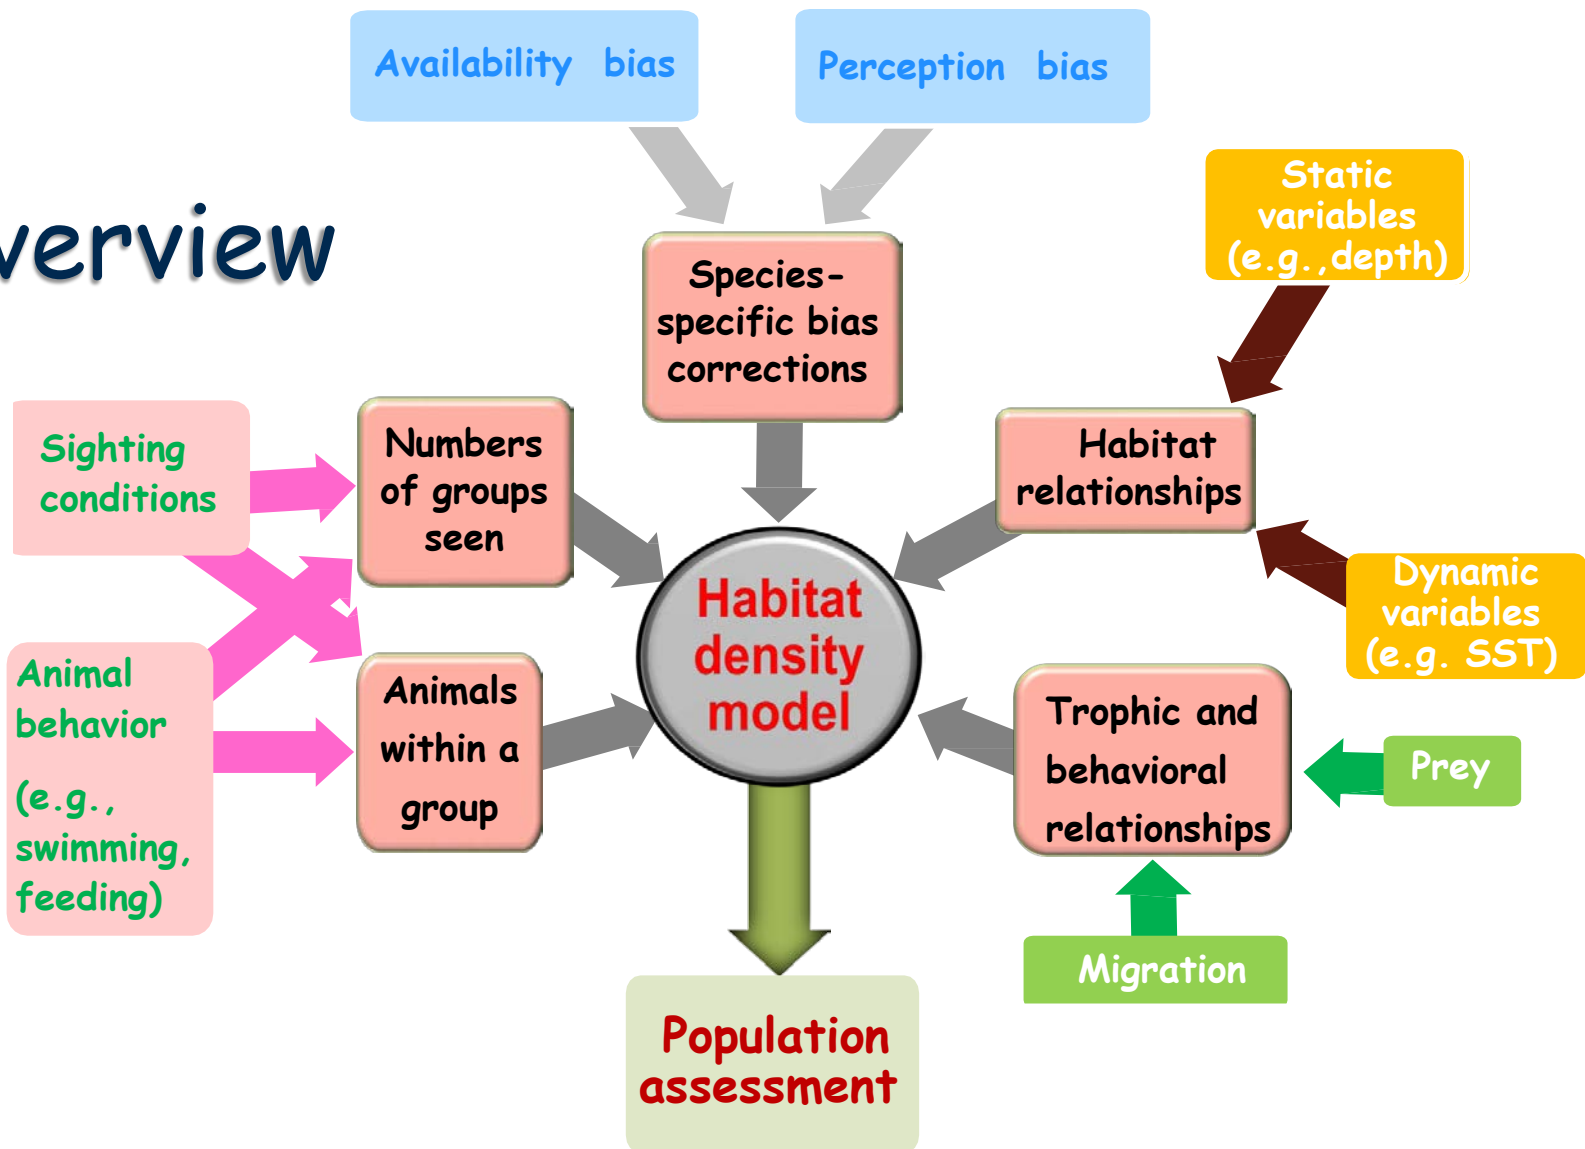 Availability bias
Perception bias
verview
Static
variables
(e.g.,depth)
Species-
specific bias
corrections
Sighting
conditions
Numbers
of groups
seen
Habitat
relationships
Dynamic
variables
(e.g. SST)
Habitat
density
model
Animal
behavior
(e.g.,
swimming,
feeding)
Animals
within a
group
Trophic and
behavioral
relationships
Prey
Migration
Population
assessment